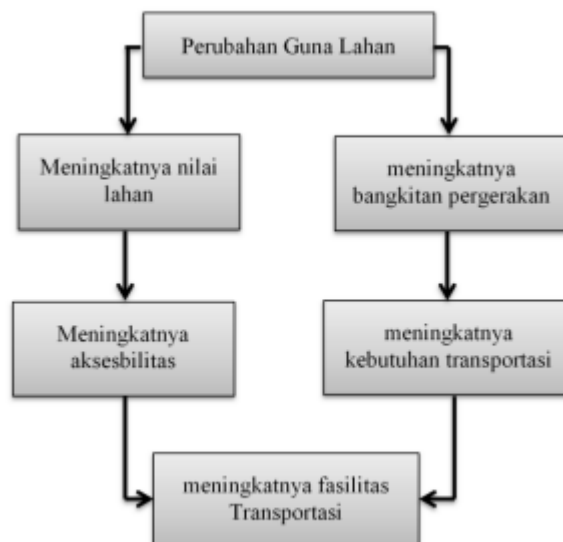 Perubahan Guna Lahan
Meningkatnya nilai
lahan
meningkatnya
bangkitan pergerakan
Meningkatnya
aksesbilitas
meningkatnya
kebutuhan transportasi
meningkatnya fasilitas
Transportasi